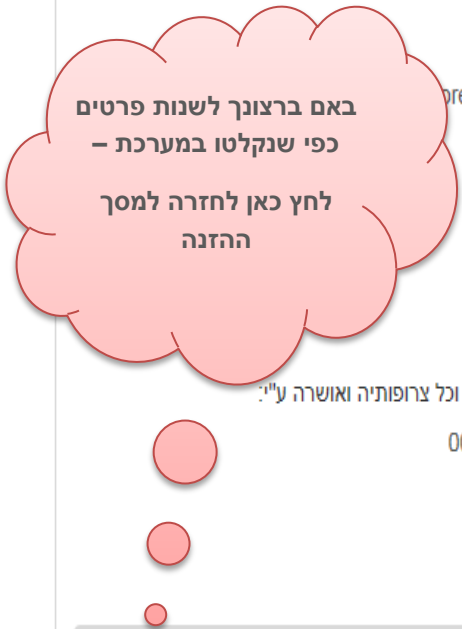 באם ברצונך לשנות פרטים
כפי שנקלטו במערכת –
לחץ כאן לחזרה למסך
ההזנה
וכל צרופותיה ואושרה ע"י: